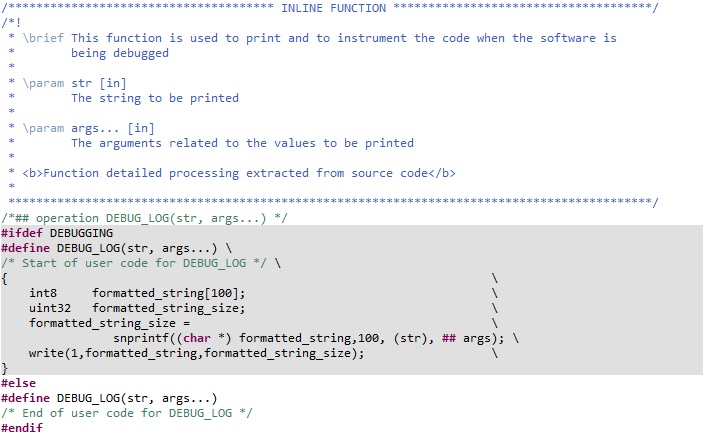 /************************************** INLINE FUNCTION *************************************/
/*!
 * \brief This function is used to print and to instrument the code when the software is
 *        being debugged
 *
 * \param str [in]
 *        The string to be printed
 *
 * \param args... [in]
 *        The arguments related to the values to be printed
 *
 * <b>Function detailed processing extracted from source code</b>
 *
 ********************************************************************************************/
/*## operation DEBUG_LOG(str, args...) */
#ifdef DEBUGGING
#define DEBUG_LOG(str, args...) \
/* Start of user code for DEBUG_LOG */ \
{                                                                     \
    int8     formatted_string[100];                                   \
    uint32   formatted_string_size;                                   \
    formatted_string_size =                                           \
                snprintf((char *) formatted_string,100, (str), ## args); \
    write(1,formatted_string,formatted_string_size);                  \
}
#else
#define DEBUG_LOG(str, args...)
/* End of user code for DEBUG_LOG */
#endif